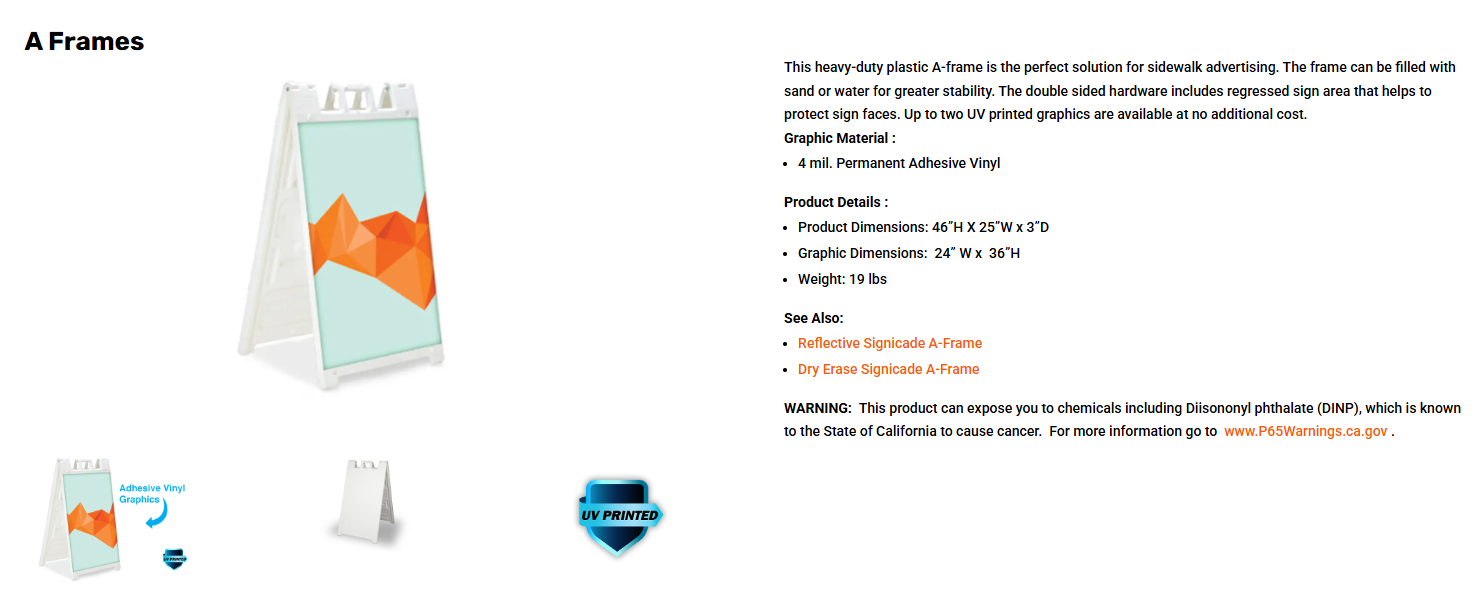 A Frames
This heavy-duty plastic A-frame is the perfect solution for sidewalk advertising. The frame can be filled with
sand or water for greater stability. The double sided hardware includes regressed sign area that helps to
protect sign faces. Up to two UV printed graphics are available at no additional cost.
Graphic Material :
• 4 mil. Permanent Adhesive Vinyl
Product Details :
• Product Dimensions: 46”H X 25”W x 3”D
• Graphic Dimensions:  24” W x  36”H
• Weight: 19 lbs
See Also:
• Reflective Signicade A-Frame
• Dry Erase Signicade A-Frame
WARNING:  This product can expose you to chemicals including Diisononyl phthalate (DINP), which is known
to the State of California to cause cancer.  For more information go to  www.P65Warnings.ca.gov .
Adhesive Vinyl
Graphics
UV PRINTED
UV PRINTED